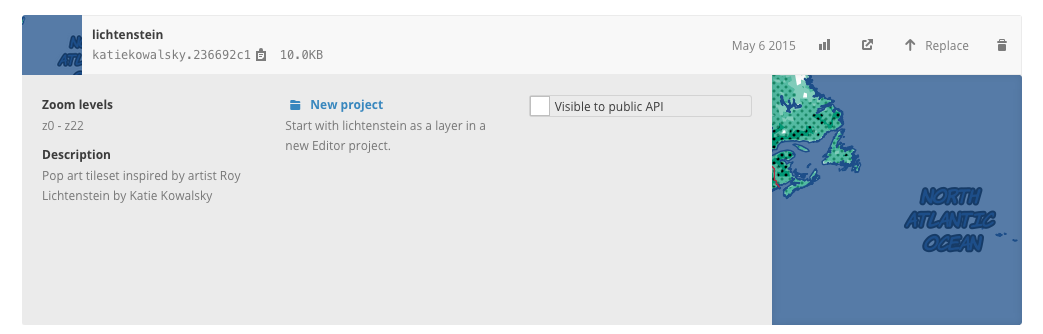 lichtenstein
katiekowalsky.236692c1 10.0KB
May 6 2015 Replace
Zoom levels
z0 - z22
Description
Pop art tileset inspired by artist Roy
Lichtenstein by Katie Kowalsky
New project
Start with lichtenstein as a layer in a
new Editor project.
Visible to public API
NORTH
ATLANTIC
OCEAN